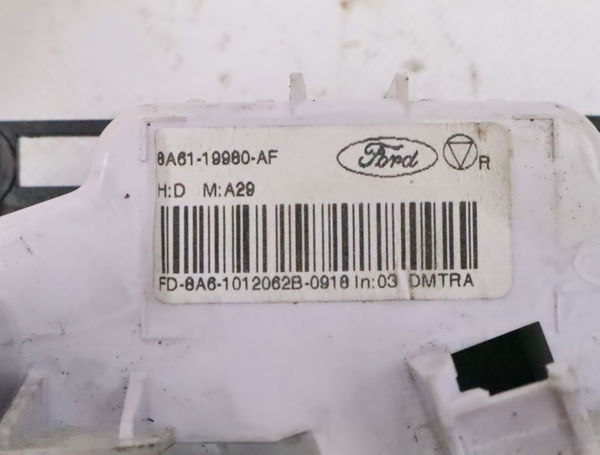 8A61-19980-AF
Ford
R
H:D M:A29
FD-8A6-1012062B-0918 In:03 DMTRA